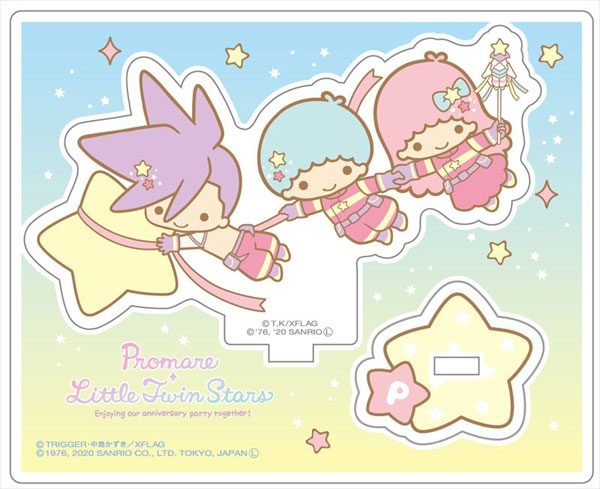 ©T,K/XFLAG
©'76, '20 SANRIO Ⓛ
Promare
Little Twin Stars
Enjoying our anniversary party together!
P
©TRIGGER・中島かずき／XFLAG
©1976, 2020 SANRIO CO., LTD. TOKYO, JAPAN Ⓛ